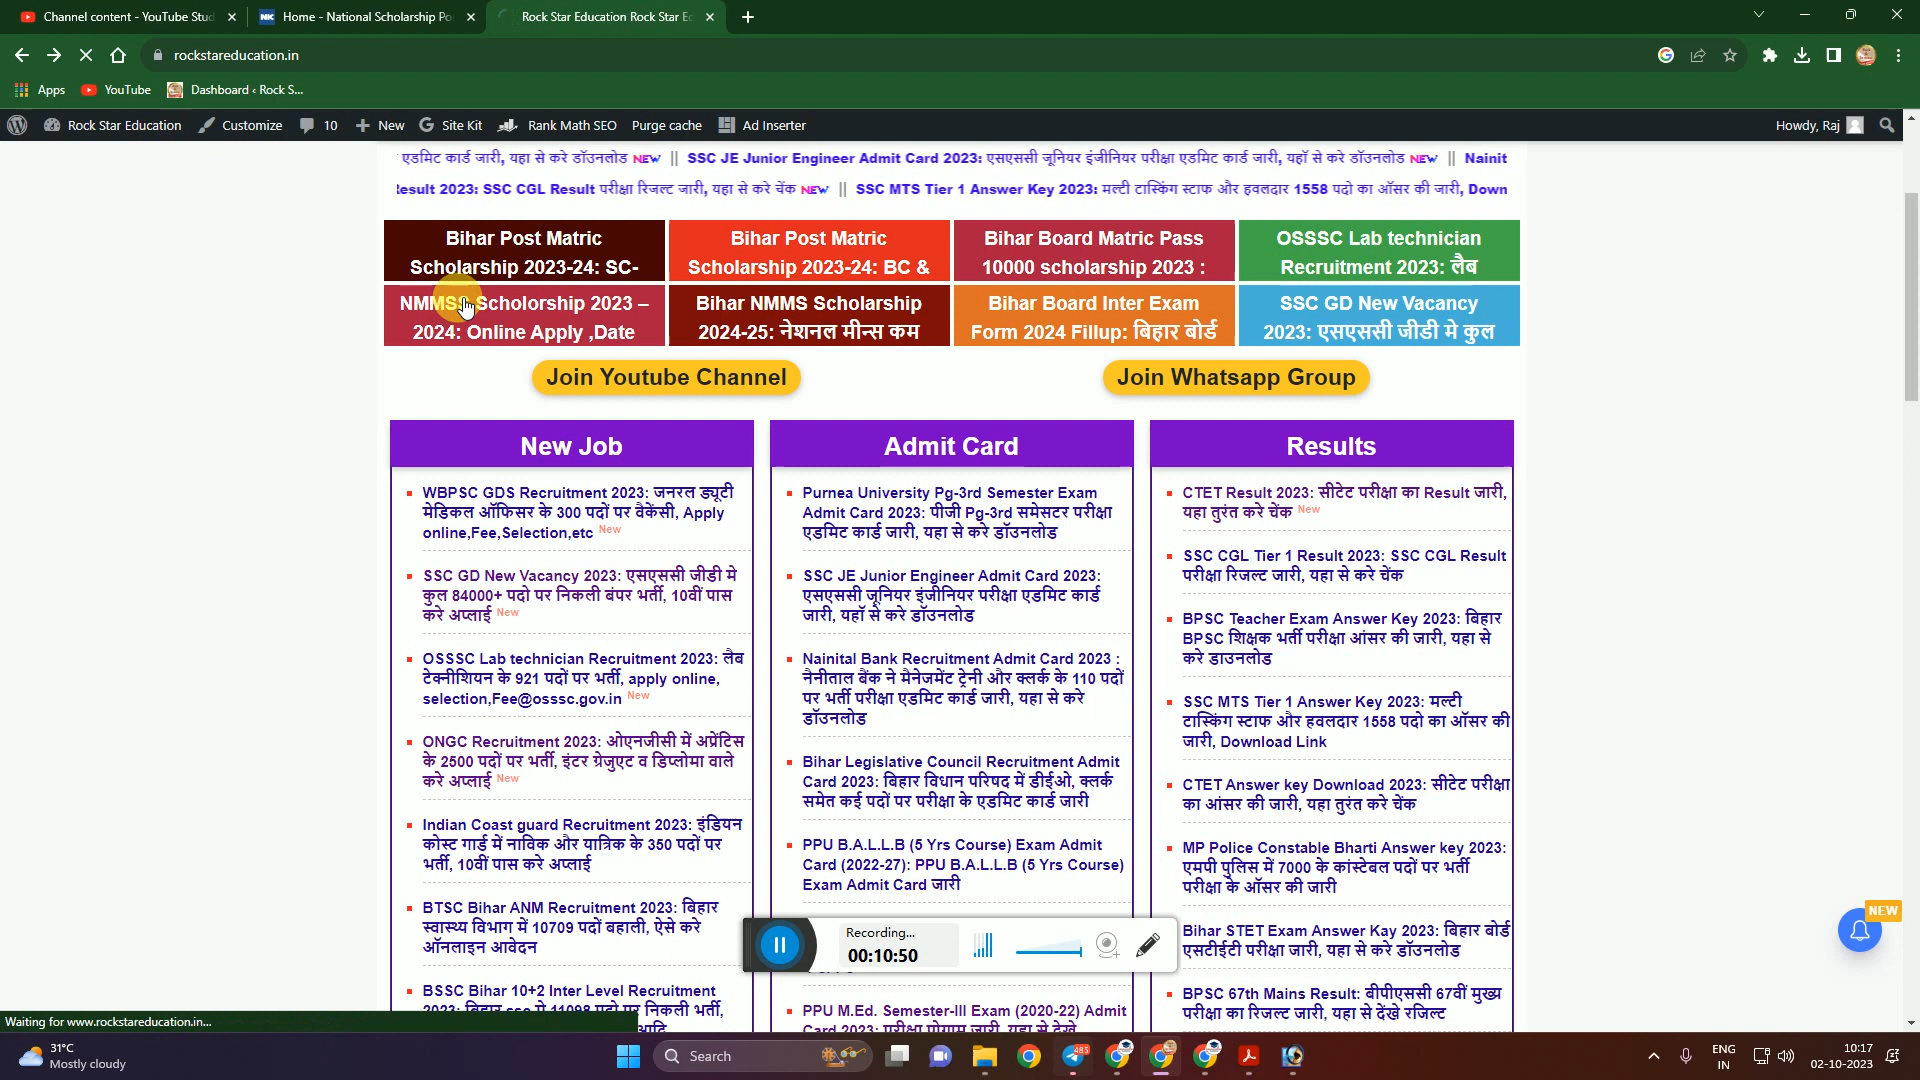 Channel content - YouTube Stud
Home - National Scholarship Po
Rock Star Education Rock Star E
rockstareducation.in
Apps
YouTube
Dashboard ‹ Rock S...
Rock Star Education
Customize
10
New
Site Kit
Rank Math SEO
Purge cache
Ad Inserter
Howdy, Raj
एडमिट कार्ड जारी, यहा से करे डॉउनलोड NEW || SSC JE Junior Engineer Admit Card 2023: एसएससी जूनियर इंजीनियर परीक्षा एडमिट कार्ड जारी, यहॉ से करे डॉउनलोड NEW || Nainit
Result 2023: SSC CGL Result परीक्षा रिजल्ट जारी, यहा से करे चेंक NEW || SSC MTS Tier 1 Answer Key 2023: मल्टी टास्किंग स्टाफ और हवलदार 1558 पदो का ऑसर की जारी, Down
Bihar Post Matric
Scholarship 2023-24: SC-
Bihar Post Matric
Scholarship 2023-24: BC &
Bihar Board Matric Pass
10000 scholarship 2023 :
OSSSC Lab technician
Recruitment 2023: लैब
NMMSS Scholorship 2023 –
2024: Online Apply ,Date
Bihar NMMS Scholarship
2024-25: नेशनल मीन्स कम
Bihar Board Inter Exam
Form 2024 Fillup: बिहार बोर्ड
SSC GD New Vacancy
2023: एसएससी जीडी मे कुल
Join Youtube Channel
Join Whatsapp Group
New Job
WBPSC GDS Recruitment 2023: जनरल ड्यूटी
मेडिकल ऑफिसर के 300 पदों पर वैकेंसी, Apply
online,Fee,Selection,etc New
SSC GD New Vacancy 2023: एसएससी जीडी मे
कुल 84000+ पदो पर निकली बंपर भर्ती, 10वीं पास
करे अप्लाई New
OSSSC Lab technician Recruitment 2023: लैब
टेक्नीशियन के 921 पदों पर भर्ती, apply online,
selection,Fee@osssc.gov.in New
ONGC Recruitment 2023: ओएनजीसी में अप्रेंटिस
के 2500 पदों पर भर्ती, इंटर ग्रेजुएट व डिप्लोमा वाले
करे अप्लाई New
Indian Coast guard Recruitment 2023: इंडियन
कोस्ट गार्ड में नाविक और यात्रिक के 350 पदों पर
भर्ती, 10वीं पास करे अप्लाई
BTSC Bihar ANM Recruitment 2023: बिहार
स्वास्थ्य विभाग में 10709 पदों बहाली, ऐसे करे
ऑनलाइन आवेदन
BSSC Bihar 10+2 Inter Level Recruitment
2023: बिहार ssc मे 11098 पदो पर निकली भर्ती,
Admit Card
Purnea University Pg-3rd Semester Exam
Admit Card 2023: पीजी Pg-3rd समेसटर परीक्षा
एडमिट कार्ड जारी, यहा से करे डॉउनलोड
SSC JE Junior Engineer Admit Card 2023:
एसएससी जूनियर इंजीनियर परीक्षा एडमिट कार्ड
जारी, यहॉ से करे डॉउनलोड
Nainital Bank Recruitment Admit Card 2023 :
नैनीताल बैंक ने मैनेजमेंट ट्रेनी और क्लर्क के 110 पदों
पर भर्ती परीक्षा एडमिट कार्ड जारी, यहा से करे
डॉउनलोड
Bihar Legislative Council Recruitment Admit
Card 2023: बिहार विधान परिषद में डीईओ, क्लर्क
समेत कई पदों पर परीक्षा के एडमिट कार्ड जारी
PPU B.A.L.L.B (5 Yrs Course) Exam Admit
Card (2022-27): PPU B.A.L.L.B (5 Yrs Course)
Exam Admit Card जारी
PPU M.Ed. Semester-III Exam (2020-22) Admit
Card 2023: परीक्षा प्रोग्राम जारी, यहा से देखे
Results
CTET Result 2023: सीटेट परीक्षा का Result जारी,
यहा तुरंत करे चेंक New
SSC CGL Tier 1 Result 2023: SSC CGL Result
परीक्षा रिजल्ट जारी, यहा से करे चेंक
BPSC Teacher Exam Answer Key 2023: बिहार
BPSC शिक्षक भर्ती परीक्षा आंसर की जारी, यहा से
करे डाउनलोड
SSC MTS Tier 1 Answer Key 2023: मल्टी
टास्किंग स्टाफ और हवलदार 1558 पदो का ऑसर की
जारी, Download Link
CTET Answer key Download 2023: सीटेट परीक्षा
का आंसर की जारी, यहा तुरंत करे चेंक
MP Police Constable Bharti Answer key 2023:
एमपी पुलिस में 7000 के कांस्टेबल पदों पर भर्ती
परीक्षा के ऑसर की जारी
Bihar STET Exam Answer Kay 2023: बिहार बोर्ड
एसटीईटी परीक्षा जारी, यहा से करे डॉउनलोड
BPSC 67th Mains Result: बीपीएससी 67वीं मुख्य
परीक्षा का रिजल्ट जारी, यहा से देंखे रजिल्ट
NEW
Recording...
00:10:50
Waiting for www.rockstareducation.in...
31°C
Mostly cloudy
Search
485
ENG
IN
10:17
02-10-2023